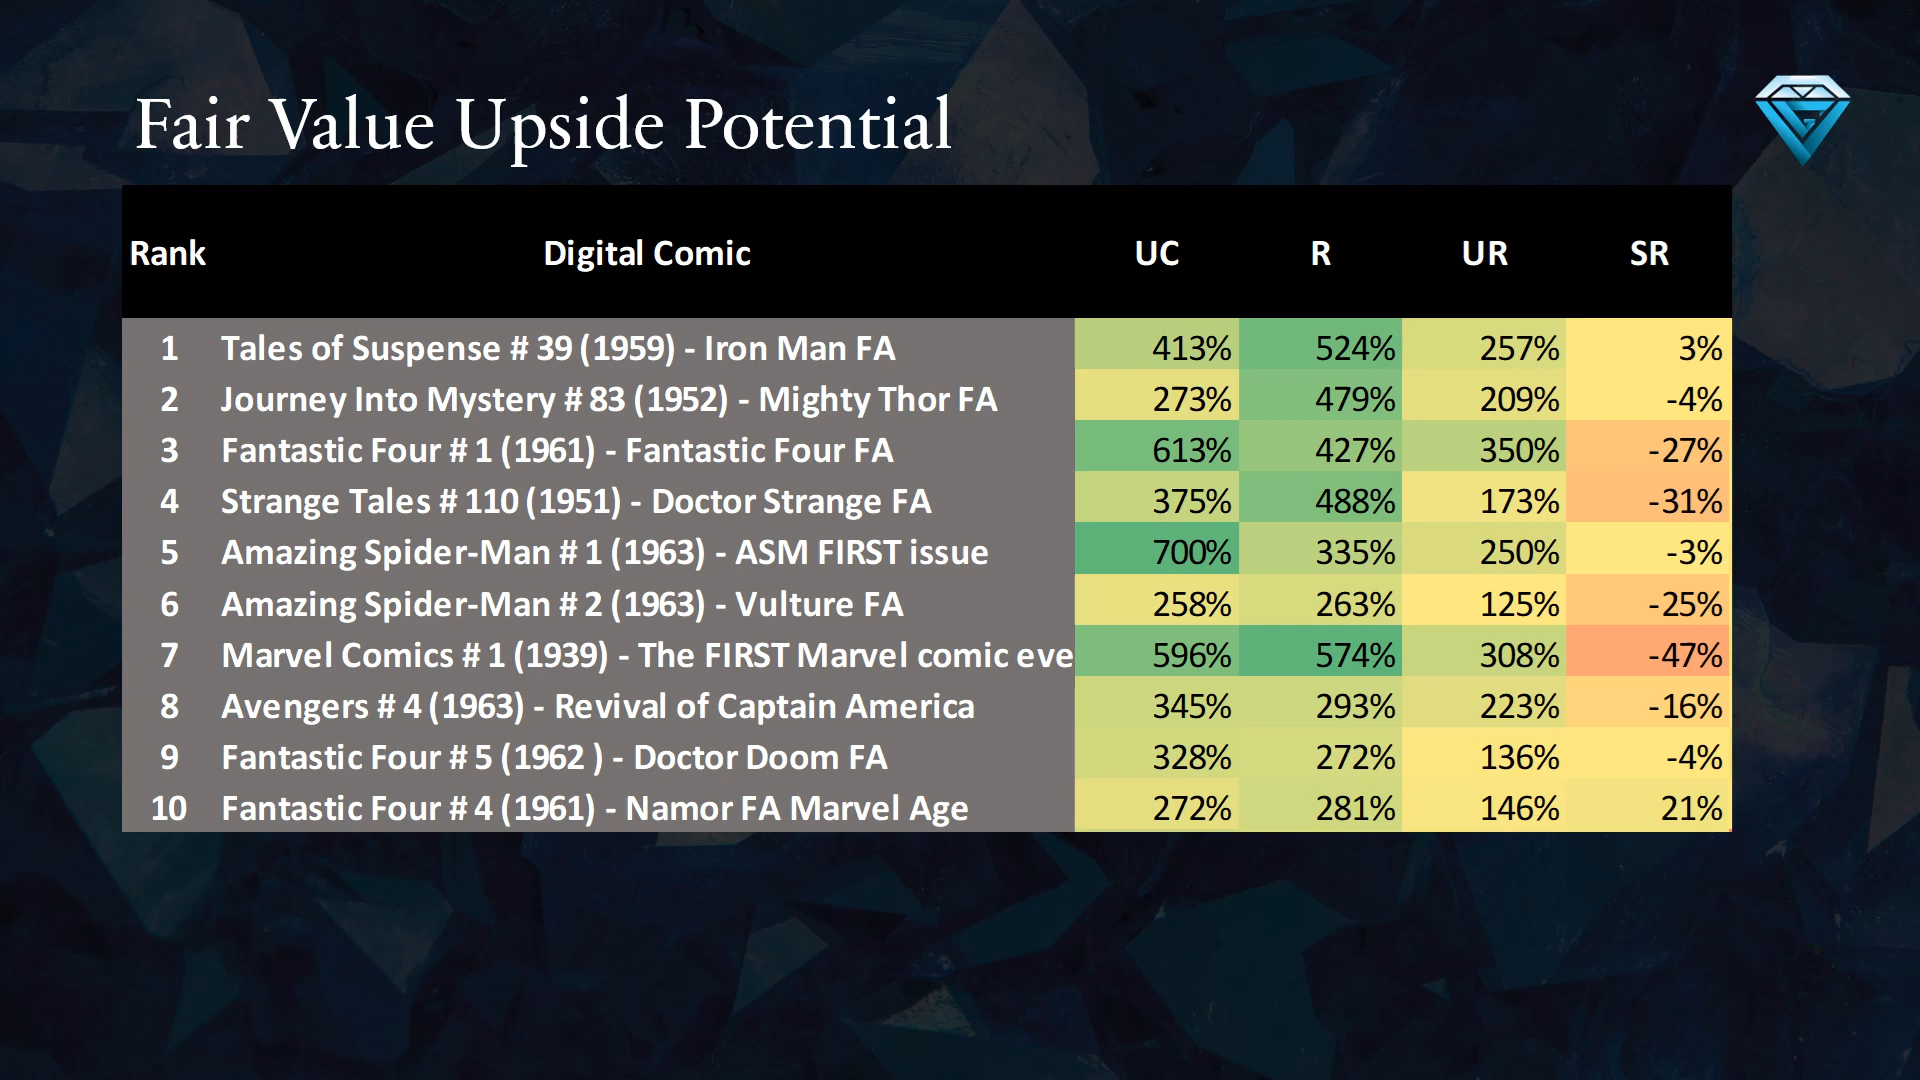 Fair Value Upside Potential
Rank Digital Comic UC R UR SR
1 Tales of Suspense # 39 (1959) - Iron Man FA 413% 524% 257% 3%
2 Journey Into Mystery # 83 (1952) - Mighty Thor FA 273% 479% 209% -4%
3 Fantastic Four # 1 (1961) - Fantastic Four FA 613% 427% 350% -27%
4 Strange Tales # 110 (1951) - Doctor Strange FA 375% 488% 173% -31%
5 Amazing Spider-Man # 1 (1963) - ASM FIRST issue 700% 335% 250% -3%
6 Amazing Spider-Man # 2 (1963) - Vulture FA 258% 263% 125% -25%
7 Marvel Comics # 1 (1939) - The FIRST Marvel comic eve 596% 574% 308% -47%
8 Avengers # 4 (1963) - Revival of Captain America 345% 293% 223% -16%
9 Fantastic Four # 5 (1962 ) - Doctor Doom FA 328% 272% 136% -4%
10 Fantastic Four # 4 (1961) - Namor FA Marvel Age 272% 281% 146% 21%